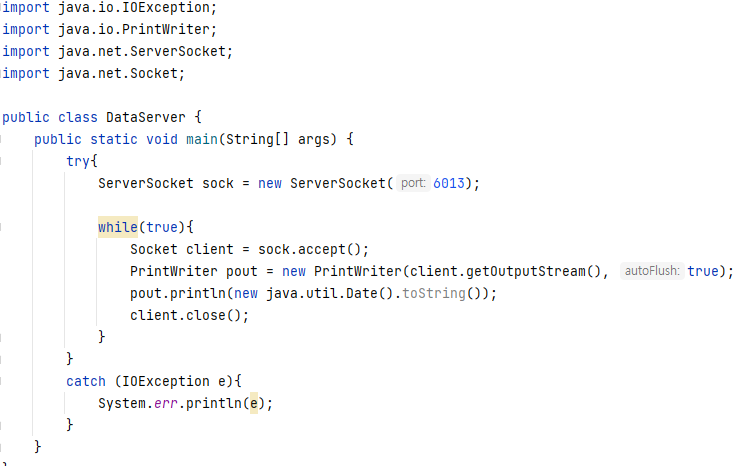 import java.io.IOException;
import java.io.PrintWriter;
import java.net.ServerSocket;
import java.net.Socket;
public class DataServer {
public static void main(String[] args) {
try{
ServerSocket sock = new ServerSocket( port: 6013);
while(true){
Socket client = sock.accept();
PrintWriter pout = new PrintWriter(client.getOutputStream(), autoFlush: true);
pout.println(new java.util.Date().toString());
client.close();
}
}
catch (IOException e){
System.err.println(e);
}
}
}